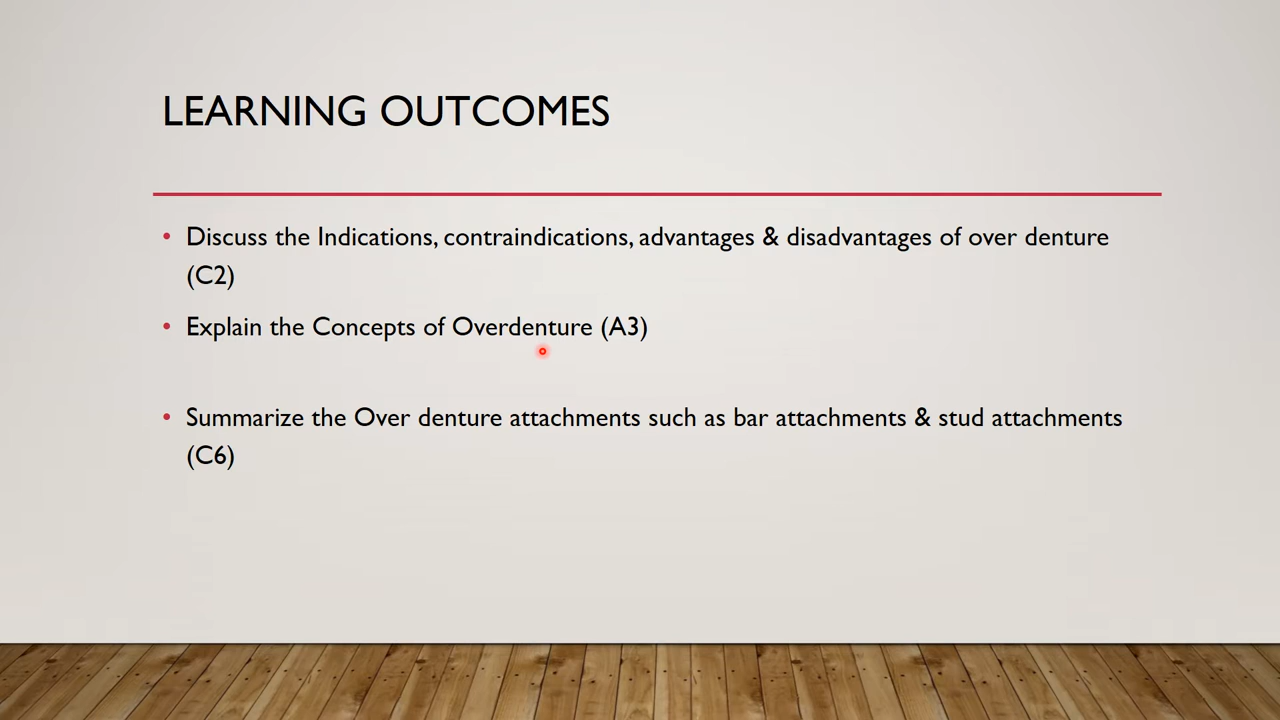 LEARNING OUTCOMES
• Discuss the Indications, contraindications, advantages & disadvantages of over denture
(C2)
• Explain the Concepts of Overdenture (A3)
• Summarize the Over denture attachments such as bar attachments & stud attachments
(C6)